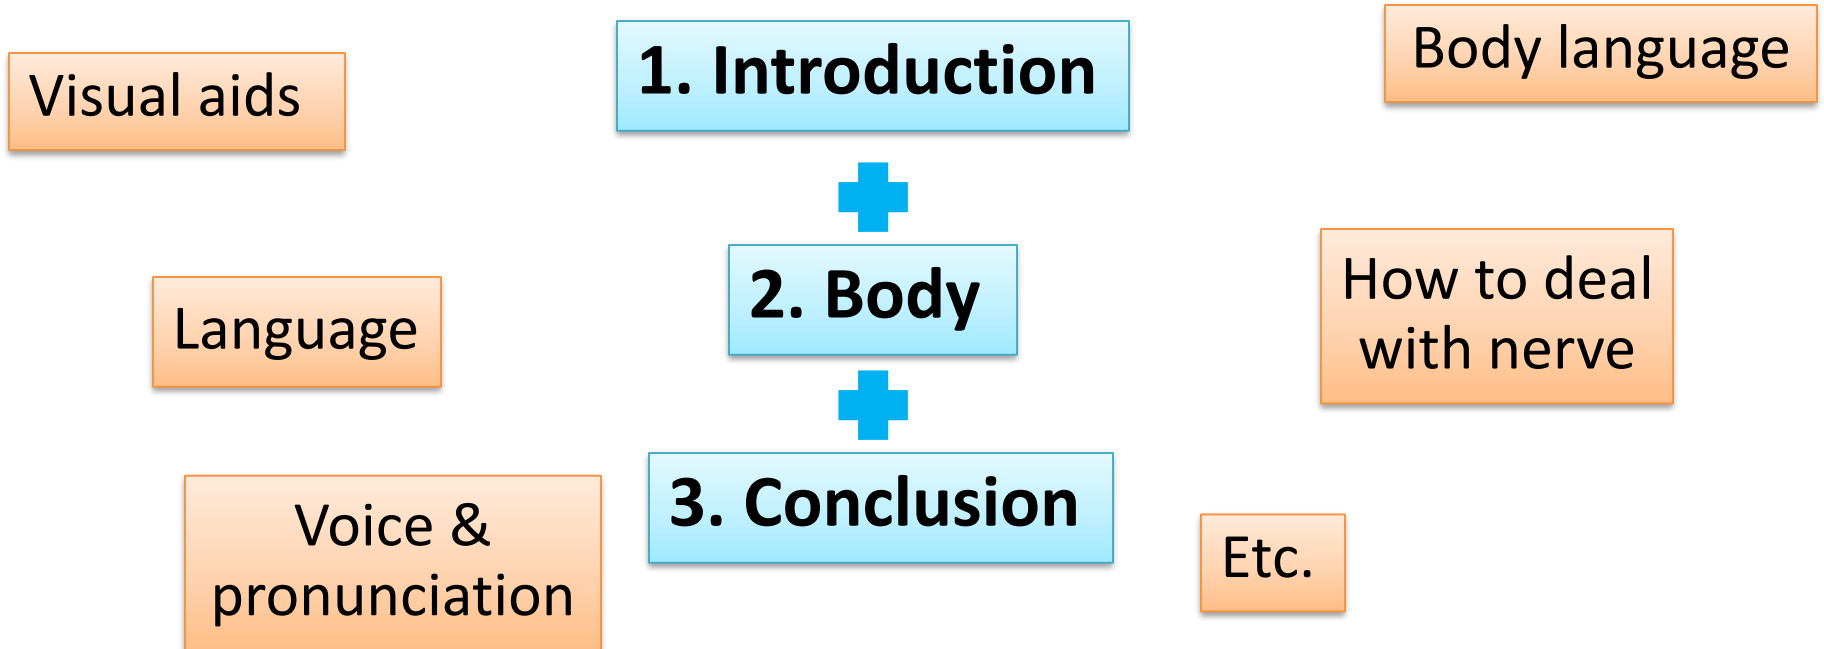 Visual aids
1. Introduction
Body language
Language
2. Body
How to deal
with nerve
Voice &
pronunciation
3. Conclusion
Etc.